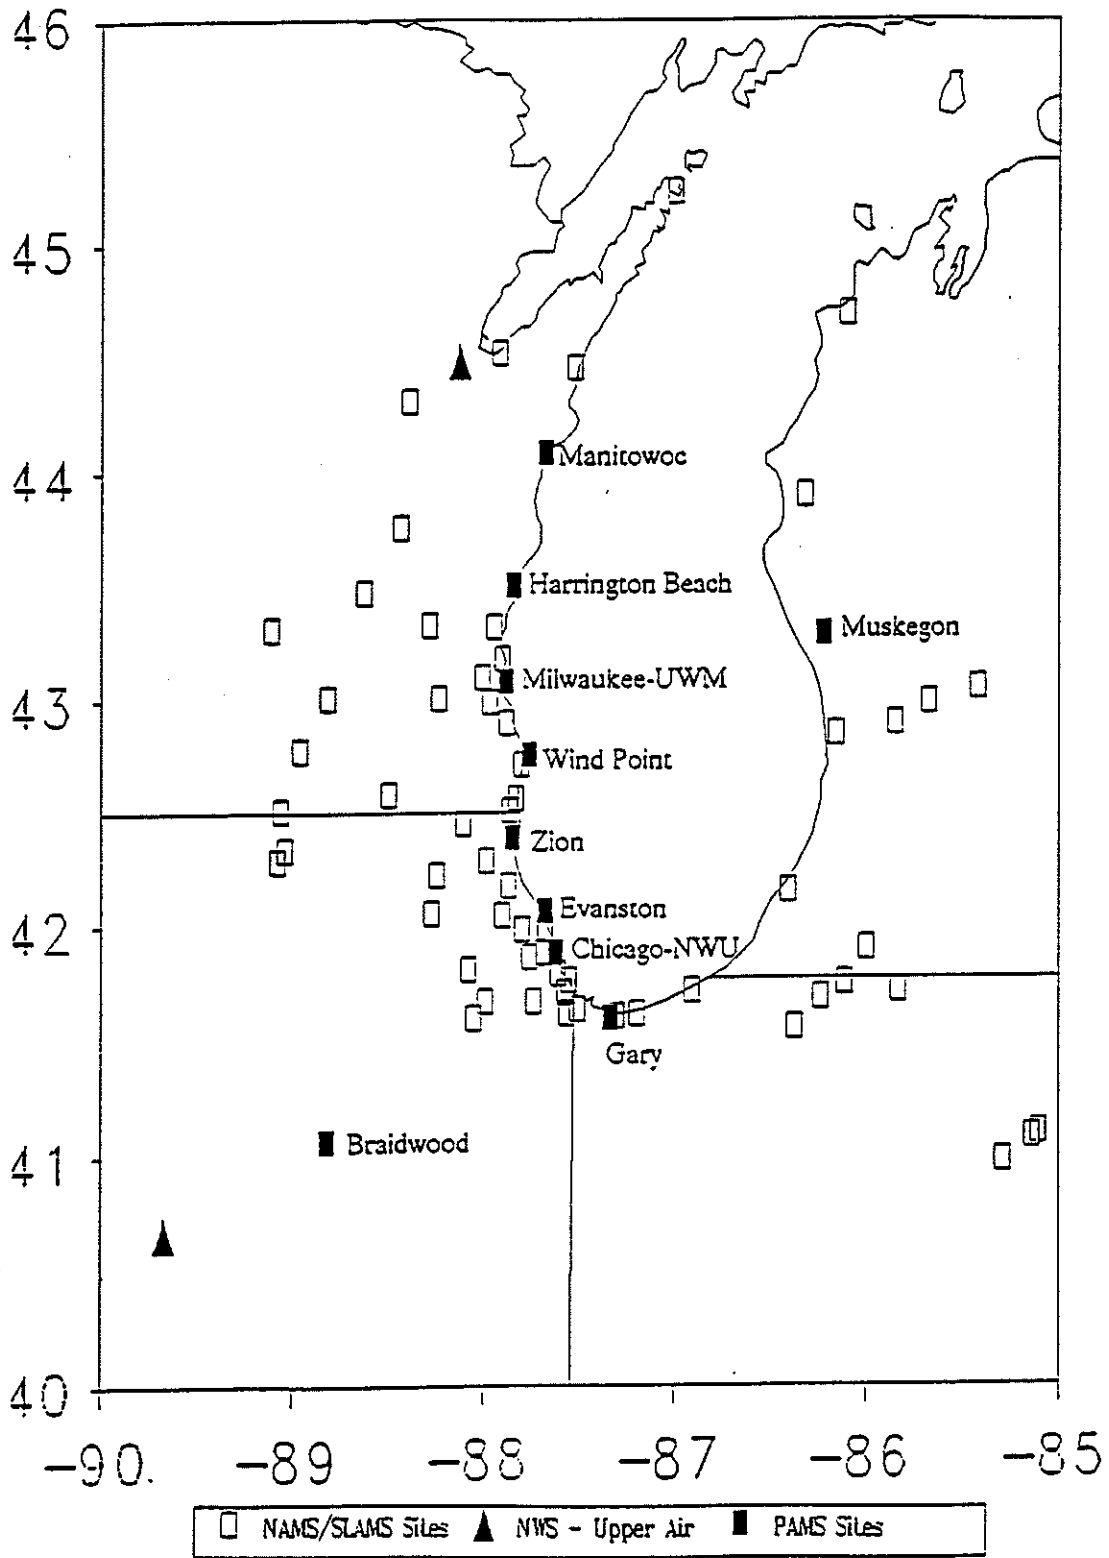 46
45
44
Manitowoc
Harrington Beach
Muskegon
Milwaukee-UWM
43
Wind Point
Zion
Evanston
42
Chicago-NWU
Gary
Braidwood
41
40
-90. -89 -88 -87 -86 -85
NAMS/SLAMS Sites NWS - Upper Air PAMS Sites